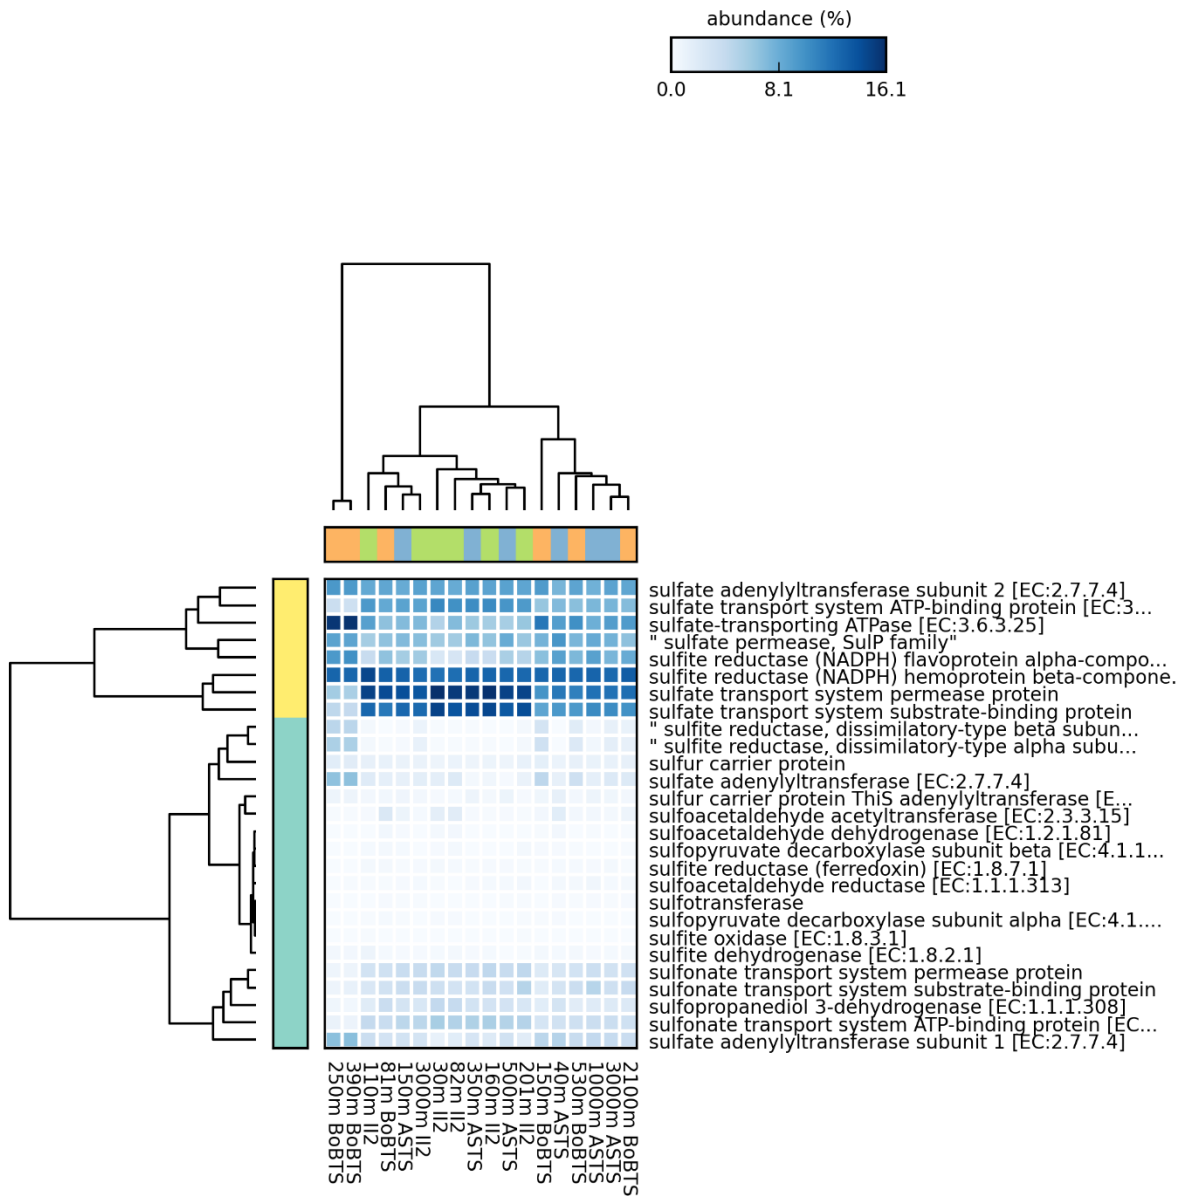 abundance (%)
0.0 8.1 16.1
sulfate adenylyltransferase subunit 2 [EC:2.7.7.4]
sulfate transport system ATP-binding protein [EC:3...
sulfate-transporting ATPase [EC:3.6.3.25]
" sulfate permease, SulP family"
sulfite reductase (NADPH) flavoprotein alpha-compo...
sulfite reductase (NADPH) hemoprotein beta-compone.
sulfate transport system permease protein
sulfate transport system substrate-binding protein
" sulfite reductase, dissimilatory-type beta subun...
" sulfite reductase, dissimilatory-type alpha subu...
sulfur carrier protein
sulfate adenylyltransferase [EC:2.7.7.4]
sulfur carrier protein ThiS adenylyltransferase [E...
sulfoacetaldehyde acetyltransferase [EC:2.3.3.15]
sulfoacetaldehyde dehydrogenase [EC:1.2.1.81]
sulfopyruvate decarboxylase subunit beta [EC:4.1.1...
sulfite reductase (ferredoxin) [EC:1.8.7.1]
sulfoacetaldehyde reductase [EC:1.1.1.313]
sulfotransferase
sulfopyruvate decarboxylase subunit alpha [EC:4.1....
sulfite oxidase [EC:1.8.3.1]
sulfite dehydrogenase [EC:1.8.2.1]
sulfonate transport system permease protein
sulfonate transport system substrate-binding protein
sulfopropanediol 3-dehydrogenase [EC:1.1.1.308]
sulfonate transport system ATP-binding protein [EC...
sulfate adenylyltransferase subunit 1 [EC:2.7.7.4]
250m BoBTS
390m BoBTS
110m II2
81m BoBTS
150m ASTS
3000m II2
30m II2
82m II2
350m ASTS
160m II2
500m ASTS
201m II2
150m BoBTS
40m ASTS
530m BoBTS
1000m ASTS
3000m ASTS
2100m BoBTS